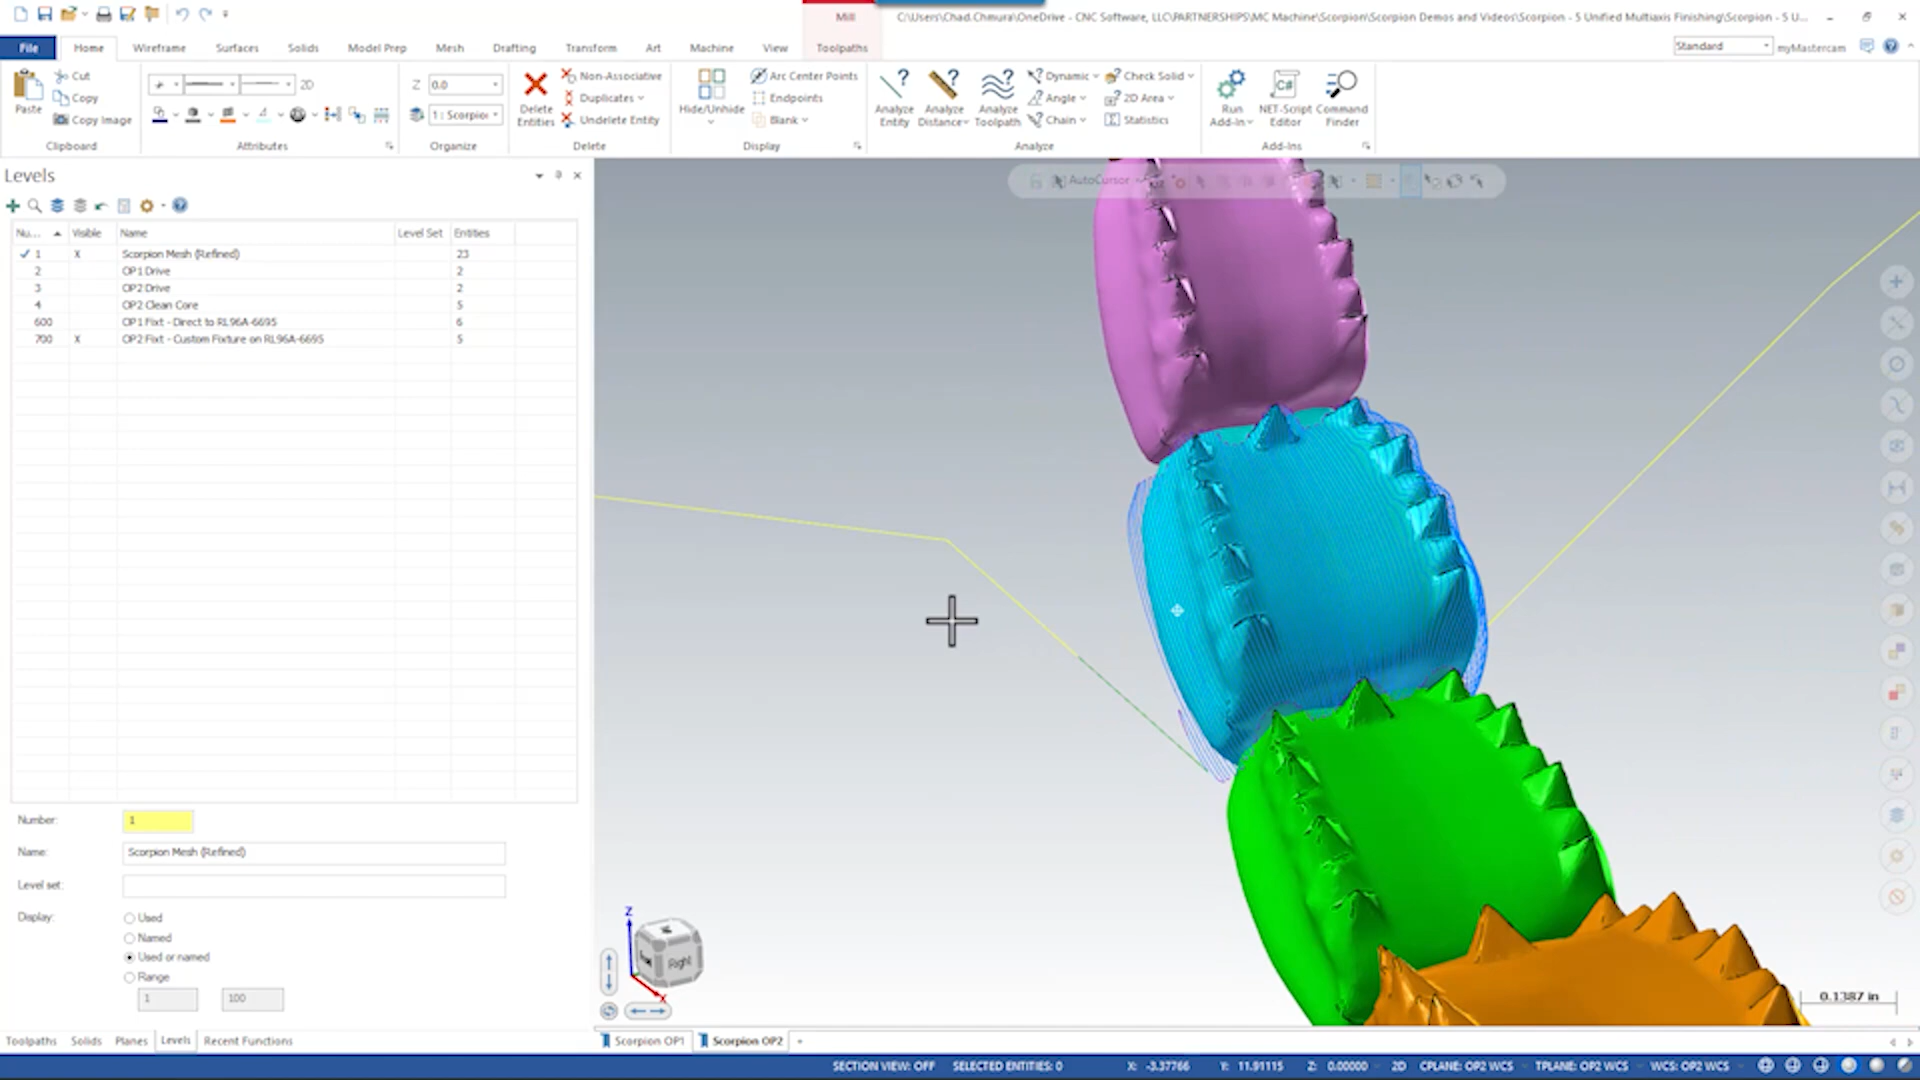 Mill
C:\Users\Chad.Chmura\OneDrive - CNC Software, LLC\PARTNERSHIPS\MC Machine\Scorpion\Scorpion Demos and Videos\Scorpion - 5 Unified Multiaxis Finishing\Scorpion - 5 U...
File Home Wireframe Surfaces Solids Model Prep Mesh Drafting Transform Art Machine View Toolpaths
Standard myMastercam
Paste Cut Copy Copy Image Clipboard
2D Attributes
Z 0.0
1 : Scorpio
Organize
Delete Entities Non-Associative Duplicates Undelete Entity Delete
Hide/Unhide Arc Center Points Endpoints Blank Display
Analyze Entity Analyze Distance Analyze Toolpath Dynamic Angle Chain Check Solid 2D Area Statistics Analyze
Run Add-In .NET-Script Editor Command Finder Add-Ins
C#
Levels
AutoCursor
Nu... Visible Name Level Set Entities
1 X Scorpion Mesh (Refined) 23
2 OP1 Drive 2
3 OP2 Drive 2
4 OP2 Clean Core 5
600 OP1 Fixt - Direct to RL96A-6695 6
700 X OP2 Fixt - Custom Fixture on RL96A-6695 5
Number: 1
Name: Scorpion Mesh (Refined)
Level set:
Display: Used
Named
Used or named
Range
1 100
Z
Right
X
0.1387 in
Toolpaths Solids Planes Levels Recent Functions
Scorpion OP1 Scorpion OP2 +
SECTION VIEW: OFF SELECTED ENTITIES: 0 X: -3.37766 Y: 11.91115 Z: 0.00000 2D CPLANE: OP2 WCS TPLANE: OP2 WCS WCS: OP2 WCS